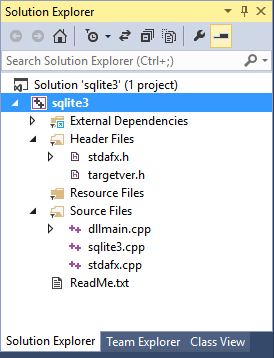 Solution Explorer
Search Solution Explorer (Ctrl+;)
Solution 'sqlite3' (1 project)
sqlite3
External Dependencies
Header Files
stdafx.h
targetver.h
Resource Files
Source Files
dllmain.cpp
sqlite3.cpp
stdafx.cpp
ReadMe.txt
Solution Explorer Team Explorer Class View